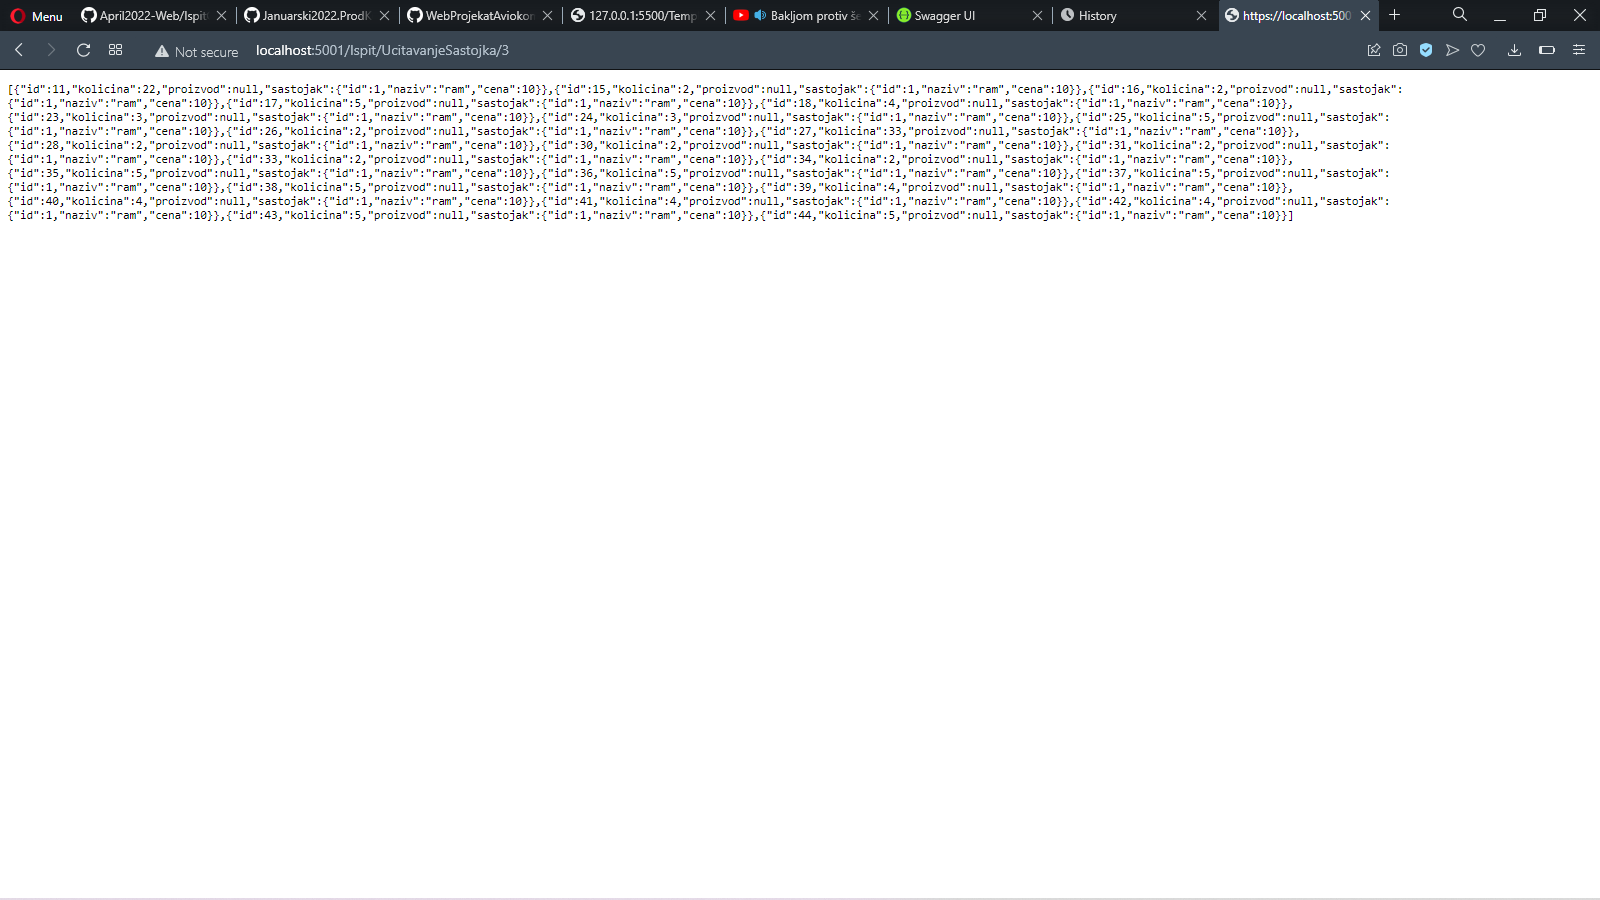 Menu
April2022-Web/Ispit
Januarski2022.ProdK
WebProjekatAviokon
127.0.0.1:5500/Temp
Bakljom protiv še
Swagger UI
History
https://localhost:500
Not secure
localhost:5001/Ispit/UcitavanjeSastojka/3
[{"id":11,"kolicina":22,"proizvod":null,"sastojak":{"id":1,"naziv":"ram","cena":10}},{"id":15,"kolicina":2,"proizvod":null,"sastojak":{"id":1,"naziv":"ram","cena":10}},{"id":16,"kolicina":2,"proizvod":null,"sastojak":
{"id":1,"naziv":"ram","cena":10}},{"id":17,"kolicina":5,"proizvod":null,"sastojak":{"id":1,"naziv":"ram","cena":10}},{"id":18,"kolicina":4,"proizvod":null,"sastojak":{"id":1,"naziv":"ram","cena":10}},
{"id":23,"kolicina":3,"proizvod":null,"sastojak":{"id":1,"naziv":"ram","cena":10}},{"id":24,"kolicina":3,"proizvod":null,"sastojak":{"id":1,"naziv":"ram","cena":10}},{"id":25,"kolicina":5,"proizvod":null,"sastojak":
{"id":1,"naziv":"ram","cena":10}},{"id":26,"kolicina":2,"proizvod":null,"sastojak":{"id":1,"naziv":"ram","cena":10}},{"id":27,"kolicina":33,"proizvod":null,"sastojak":{"id":1,"naziv":"ram","cena":10}},
{"id":28,"kolicina":2,"proizvod":null,"sastojak":{"id":1,"naziv":"ram","cena":10}},{"id":30,"kolicina":2,"proizvod":null,"sastojak":{"id":1,"naziv":"ram","cena":10}},{"id":31,"kolicina":2,"proizvod":null,"sastojak":
{"id":1,"naziv":"ram","cena":10}},{"id":33,"kolicina":2,"proizvod":null,"sastojak":{"id":1,"naziv":"ram","cena":10}},{"id":34,"kolicina":2,"proizvod":null,"sastojak":{"id":1,"naziv":"ram","cena":10}},
{"id":35,"kolicina":5,"proizvod":null,"sastojak":{"id":1,"naziv":"ram","cena":10}},{"id":36,"kolicina":5,"proizvod":null,"sastojak":{"id":1,"naziv":"ram","cena":10}},{"id":37,"kolicina":5,"proizvod":null,"sastojak":
{"id":1,"naziv":"ram","cena":10}},{"id":38,"kolicina":5,"proizvod":null,"sastojak":{"id":1,"naziv":"ram","cena":10}},{"id":39,"kolicina":4,"proizvod":null,"sastojak":{"id":1,"naziv":"ram","cena":10}},
{"id":40,"kolicina":4,"proizvod":null,"sastojak":{"id":1,"naziv":"ram","cena":10}},{"id":41,"kolicina":4,"proizvod":null,"sastojak":{"id":1,"naziv":"ram","cena":10}},{"id":42,"kolicina":4,"proizvod":null,"sastojak":
{"id":1,"naziv":"ram","cena":10}},{"id":43,"kolicina":5,"proizvod":null,"sastojak":{"id":1,"naziv":"ram","cena":10}},{"id":44,"kolicina":5,"proizvod":null,"sastojak":{"id":1,"naziv":"ram","cena":10}}]